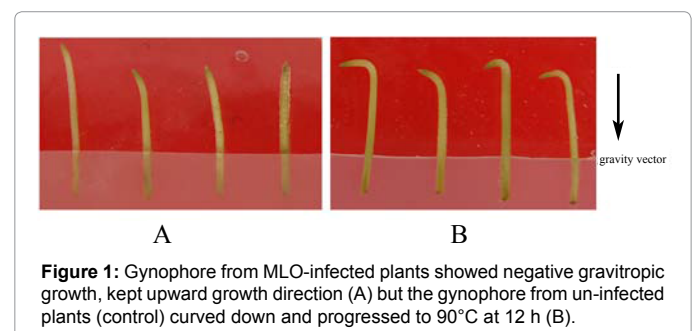 gravity vector
A
B
Figure 1: Gynophore from MLO-infected plants showed negative gravitropic
growth, kept upward growth direction (A) but the gynophore from un-infected
plants (control) curved down and progressed to 90°C at 12 h (B).